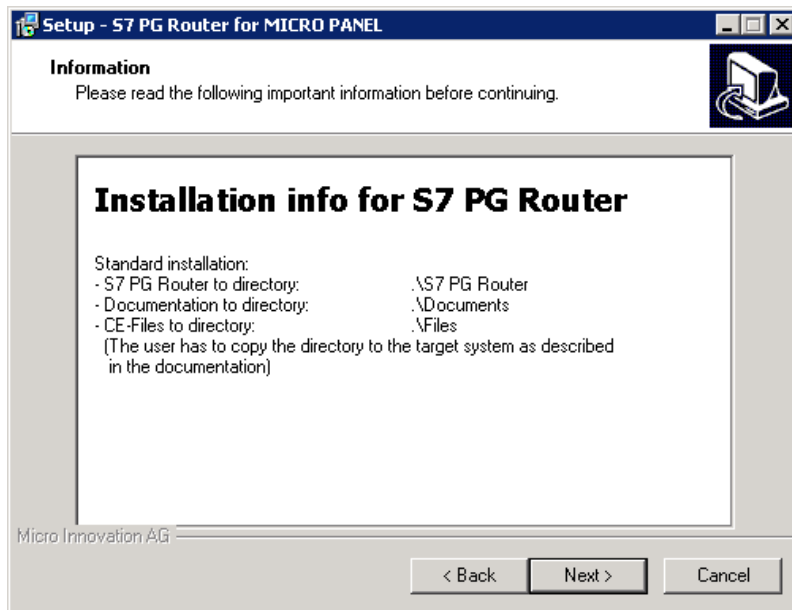 Setup - S7 PG Router for MICRO PANEL
Information
Please read the following important information before continuing.
Installation info for S7 PG Router
Standard installation:
- S7 PG Router to directory: .\S7 PG Router
- Documentation to directory: .\Documents
- CE-Files to directory: .\Files
(The user has to copy the directory to the target system as described
in the documentation)
Micro Innovation AG
< Back Next > Cancel